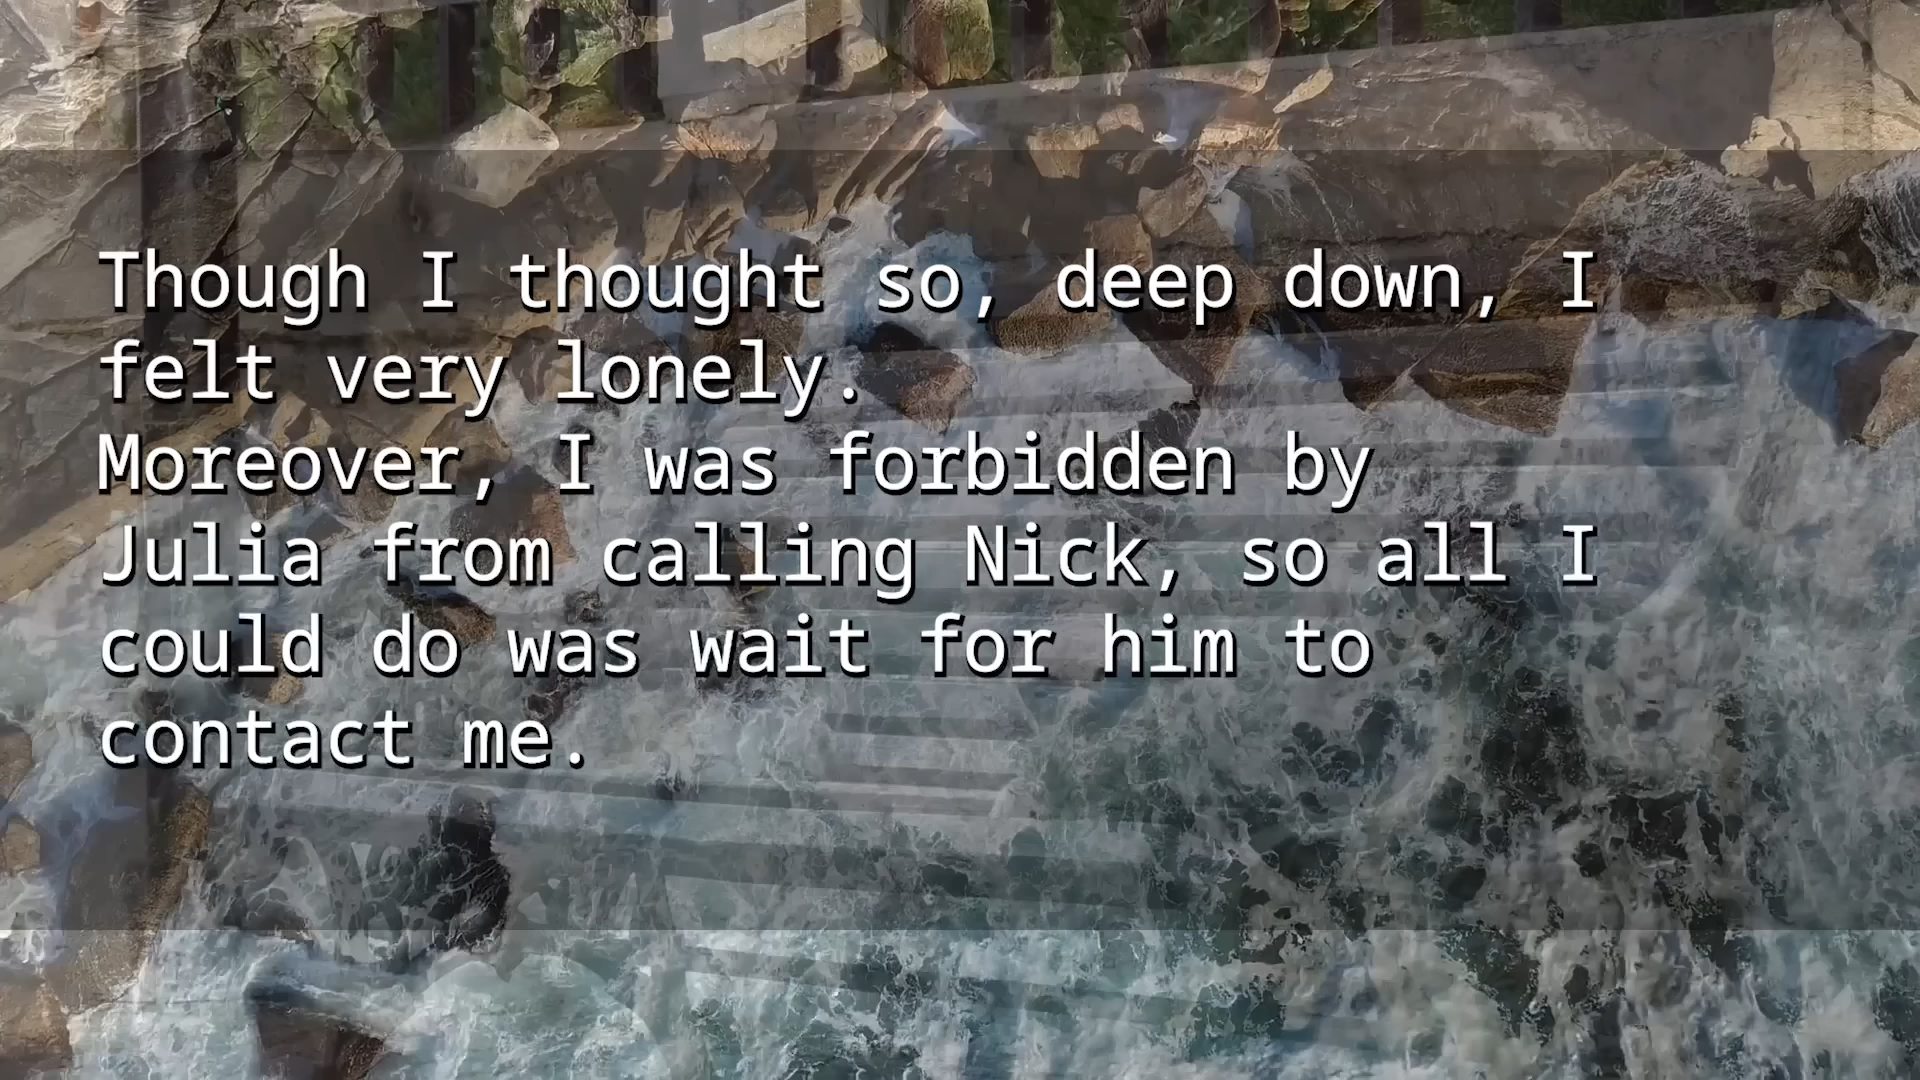 Though I thought so, deep down, I
felt very lonely.
Moreover, I was forbidden by
Julia from calling Nick, so all I
could do was wait for him to
contact me.